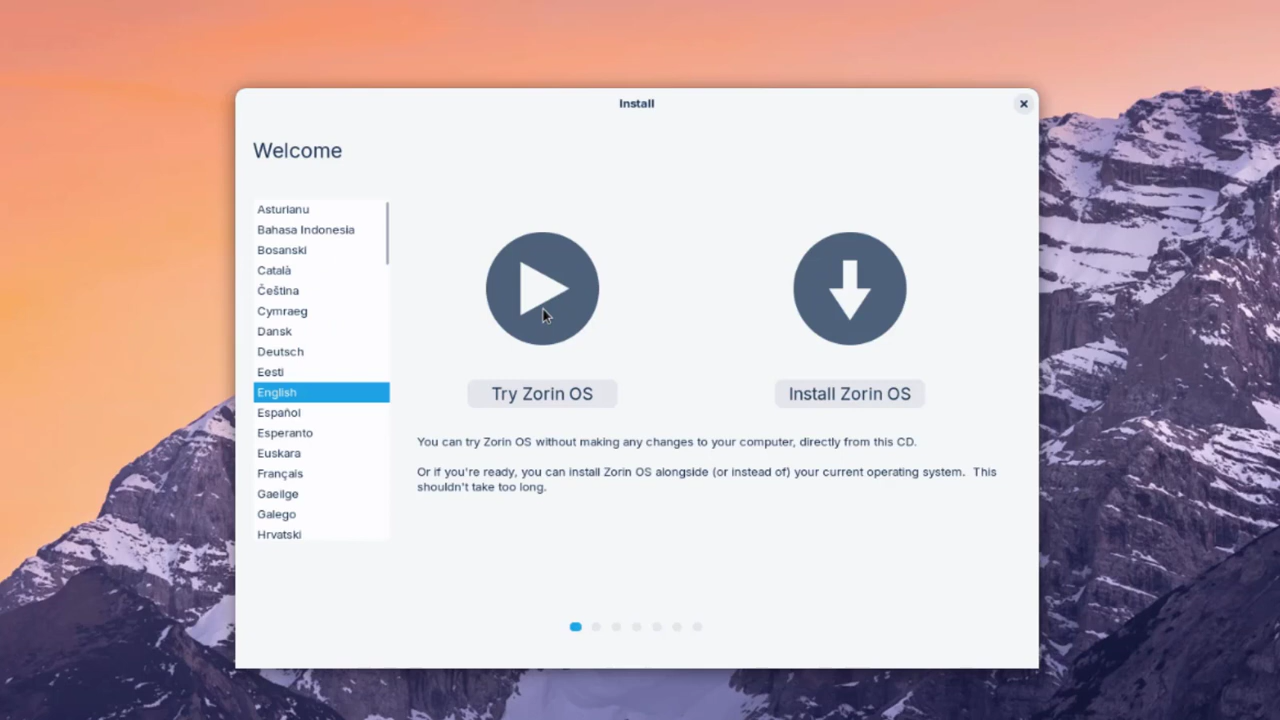 Install
Welcome
Asturianu
Bahasa Indonesia
Bosanski
Català
Čeština
Cymraeg
Dansk
Deutsch
Eesti
English
Español
Esperanto
Euskara
Français
Gaeilge
Galego
Hrvatski
Try Zorin OS
Install Zorin OS
You can try Zorin OS without making any changes to your computer, directly from this CD.
Or if you're ready, you can install Zorin OS alongside (or instead of) your current operating system. This
shouldn't take too long.